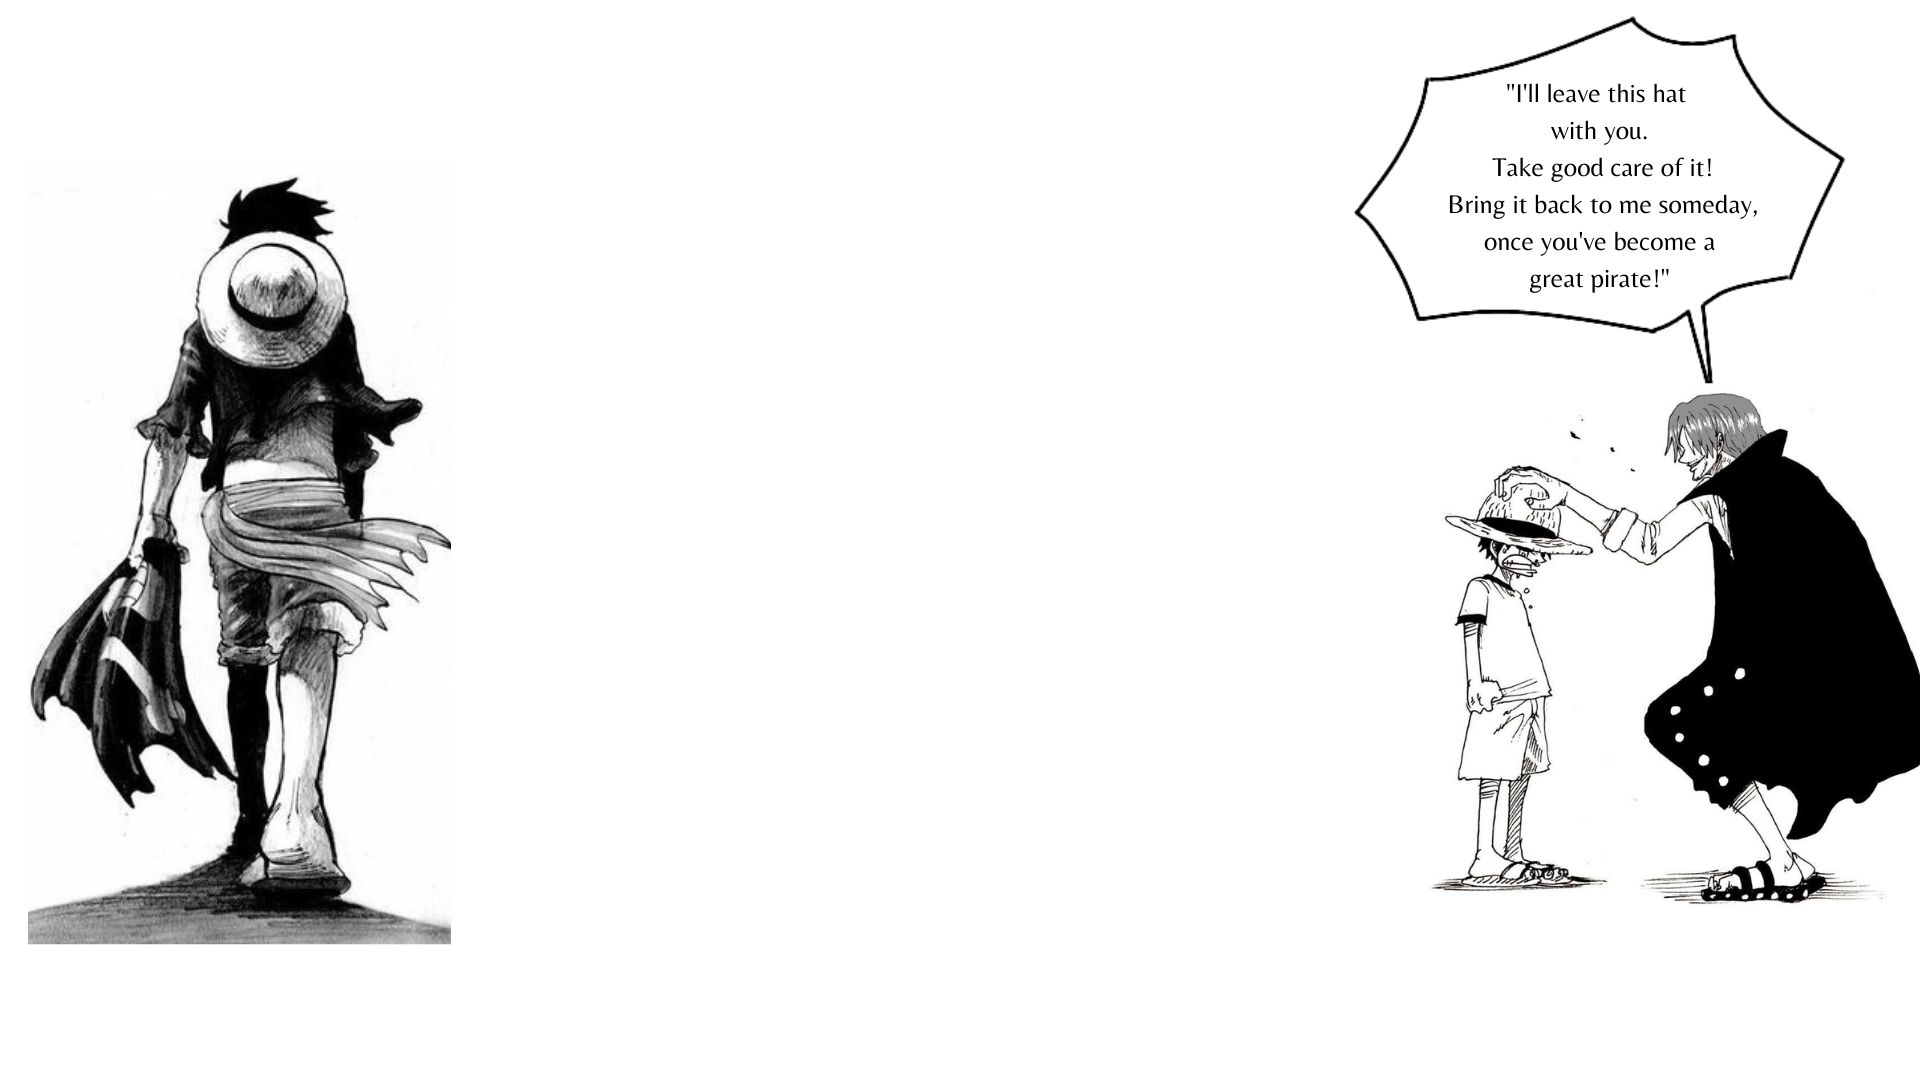 "I'll leave this hat
with you.
Take good care of it!
Bring it back to me someday,
once you've become a
great pirate!"